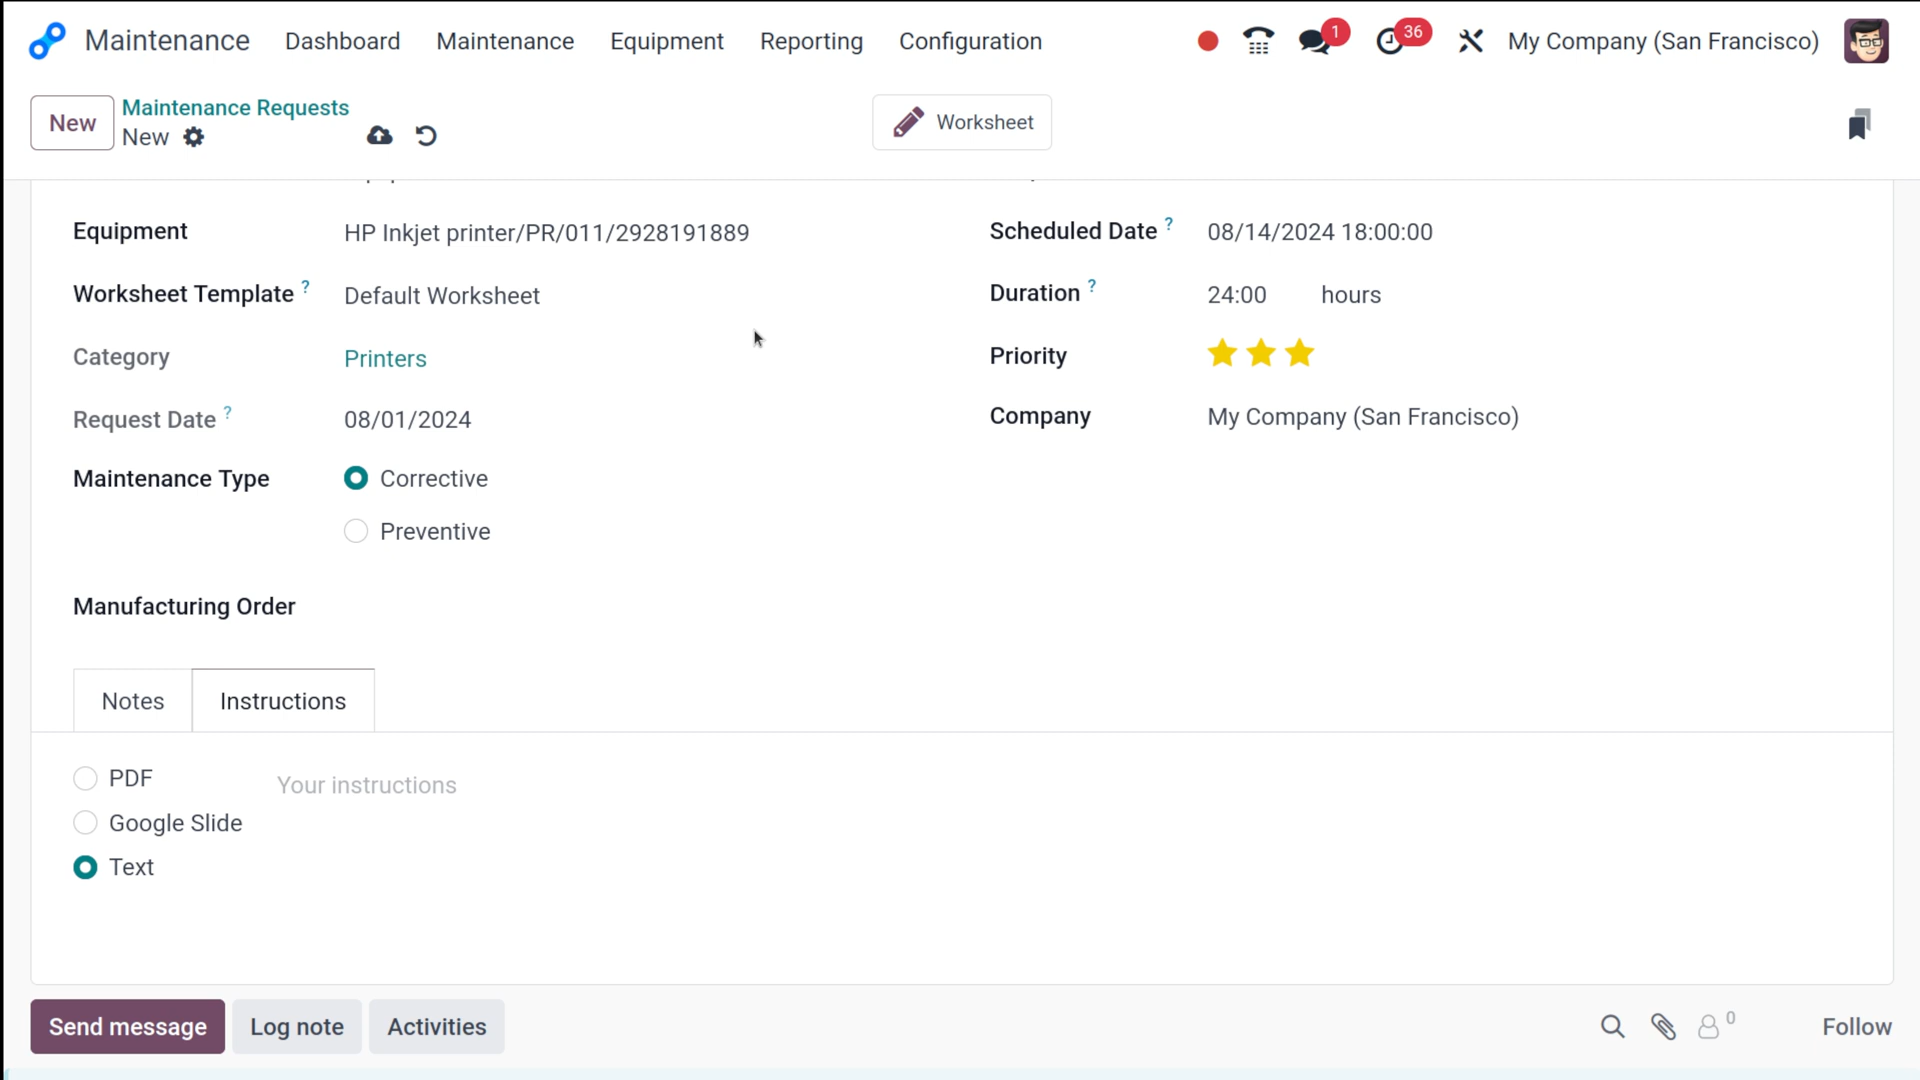 Maintenance Dashboard Maintenance Equipment Reporting Configuration 1 36 My Company (San Francisco)
New Maintenance Requests
New
Worksheet
Equipment HP Inkjet printer/PR/011/2928191889 Scheduled Date ? 08/14/2024 18:00:00
Worksheet Template ? Default Worksheet Duration ? 24:00 hours
Category Printers Priority
Request Date ? 08/01/2024 Company My Company (San Francisco)
Maintenance Type Corrective
Preventive
Manufacturing Order
Notes Instructions
PDF Your instructions
Google Slide
Text
Send message Log note Activities 0 Follow